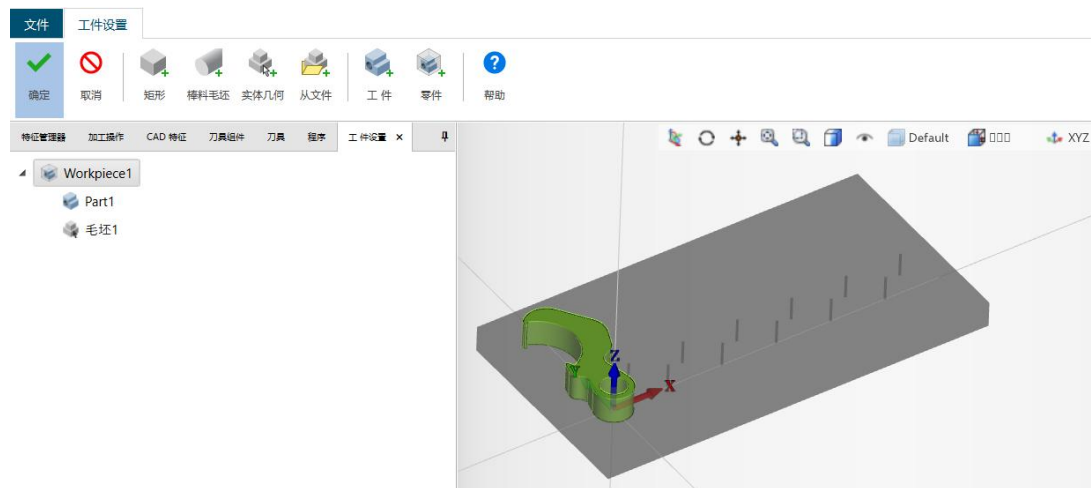 文件 工件设置
确定 取消 矩形 棒料毛坯 实体几何 从文件 工 件 零件 帮助
特征管理器 加工操作 CAD 特征 刀具组件 刀具 程序 工 件设置 ×
Default XYZ
Workpiece1
Part1
毛坯1
Z
X